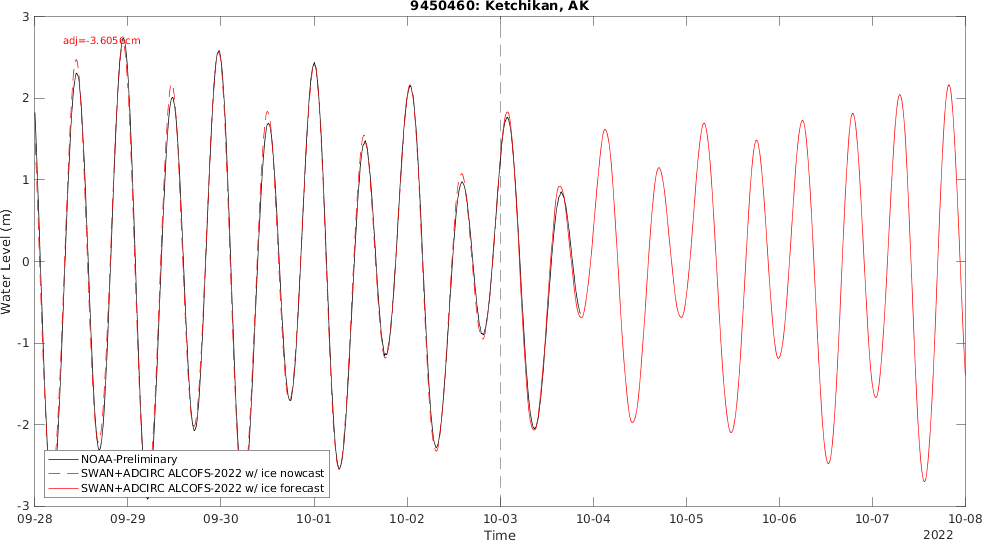 9450460: Ketchikan, AK
adj=-3.6056cm
3
2
1
0
-1
-2
-3
Water Level (m)
NOAA-Preliminary
SWAN+ADCIRC ALCOFS-2022 w/ ice nowcast
SWAN+ADCIRC ALCOFS-2022 w/ ice forecast
09-28 09-29 09-30 10-01 10-02 10-03 10-04 10-05 10-06 10-07 10-08
Time
2022